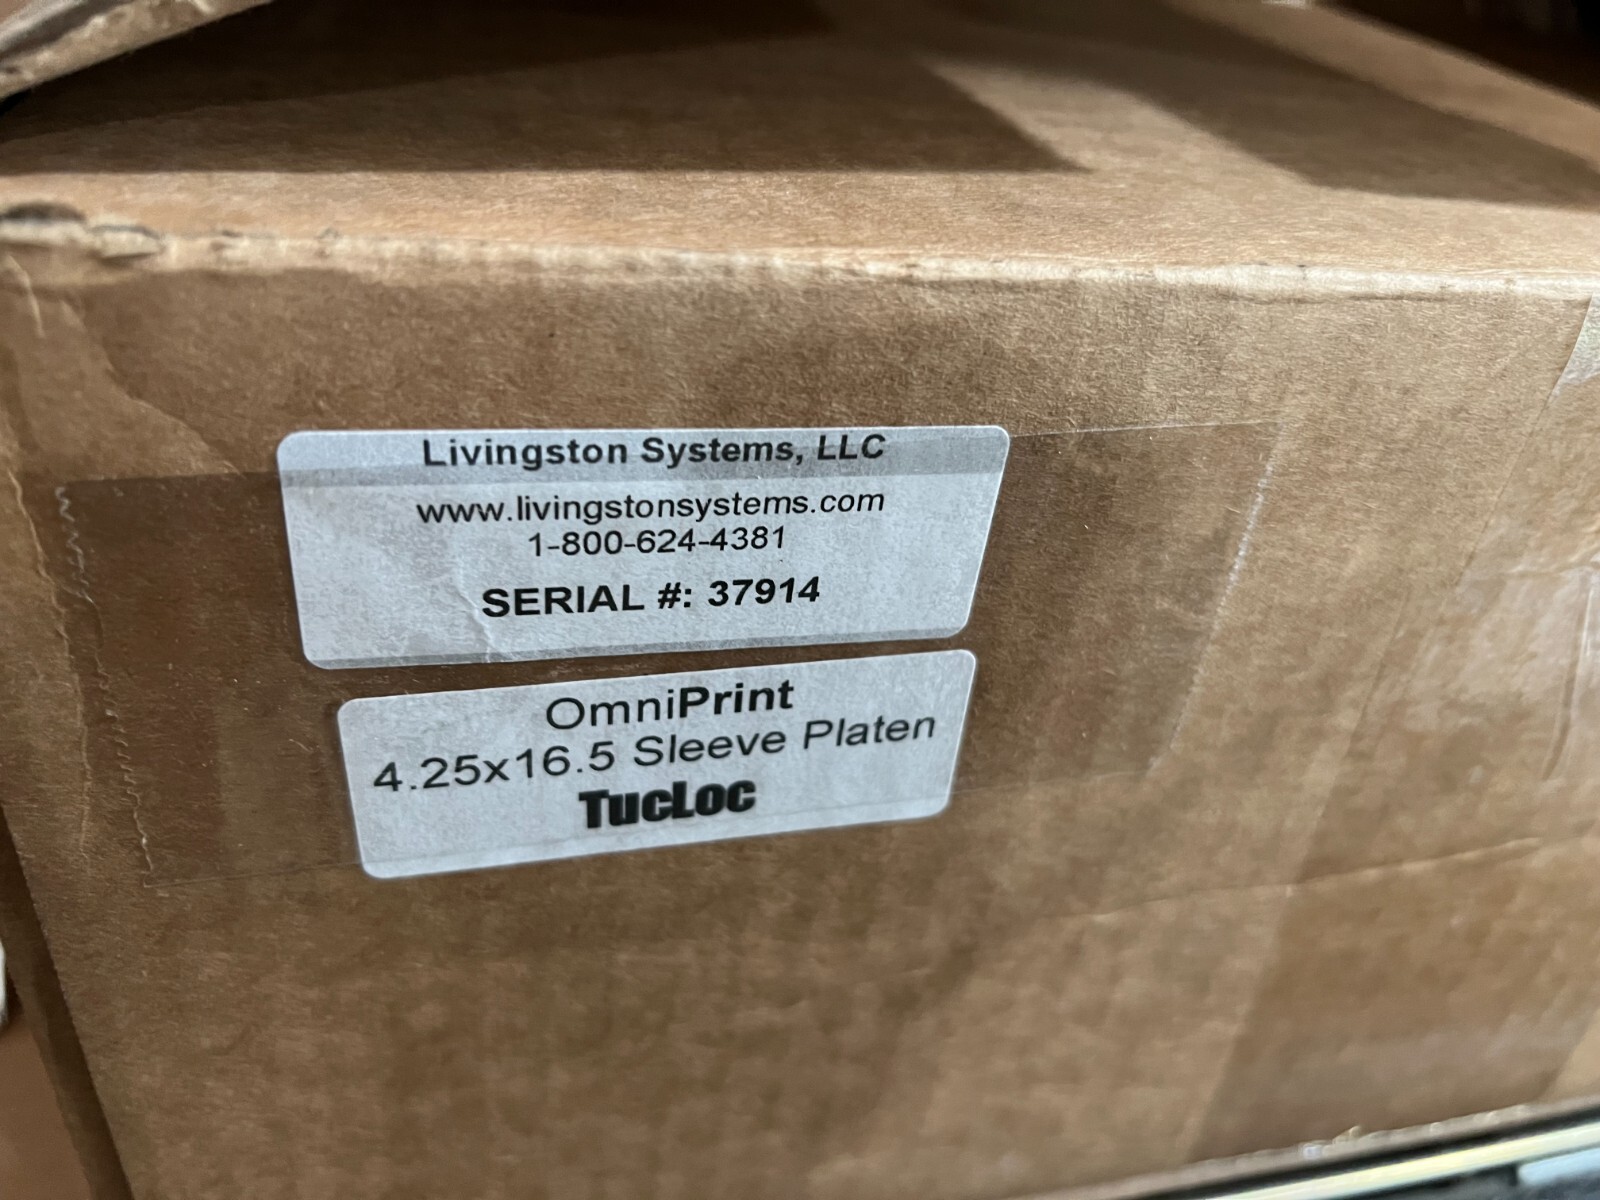 Livingston Systems, LLC
www.livingstonsystems.com
1-800-624-4381
SERIAL #: 37914
OmniPrint
4.25x16.5 Sleeve Platen
TucLoc